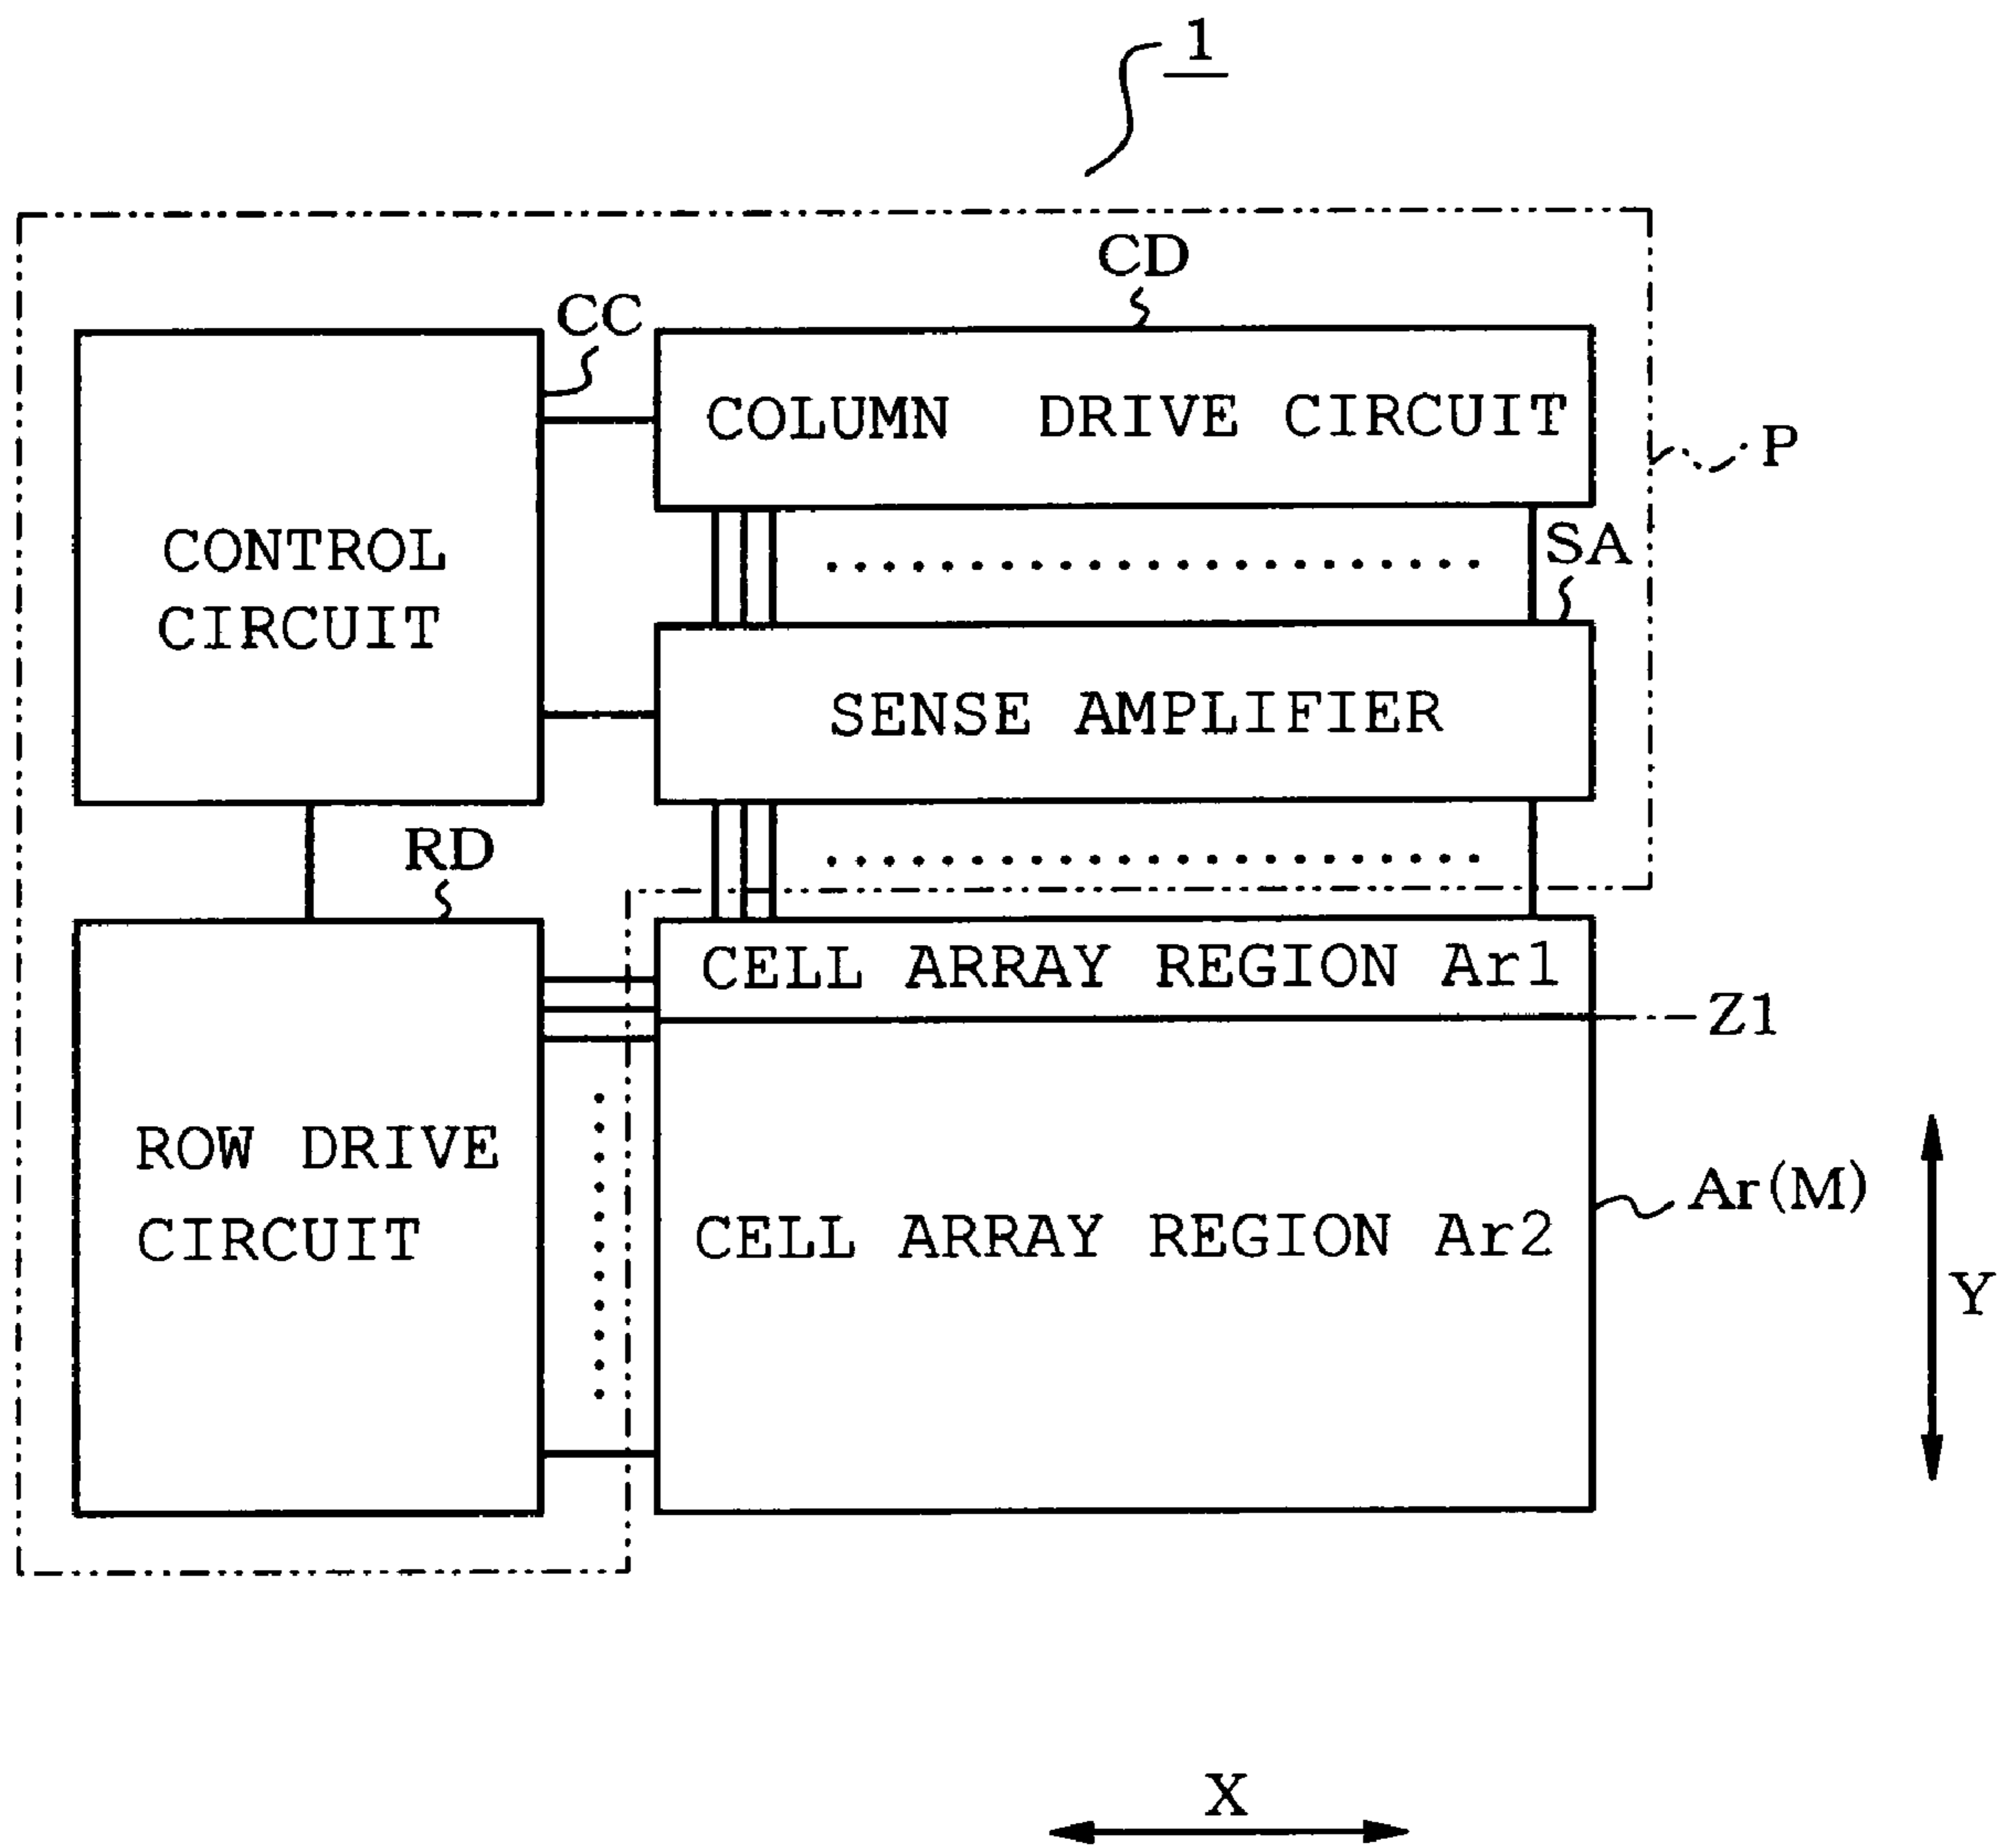 1
CD
CC
COLUMN DRIVE CIRCUIT
P
CONTROL
CIRCUIT
SA
SENSE AMPLIFIER
RD
CELL ARRAY REGION Ar1
Z1
ROW DRIVE
CIRCUIT
Ar(M)
CELL ARRAY REGION Ar2
Y
X